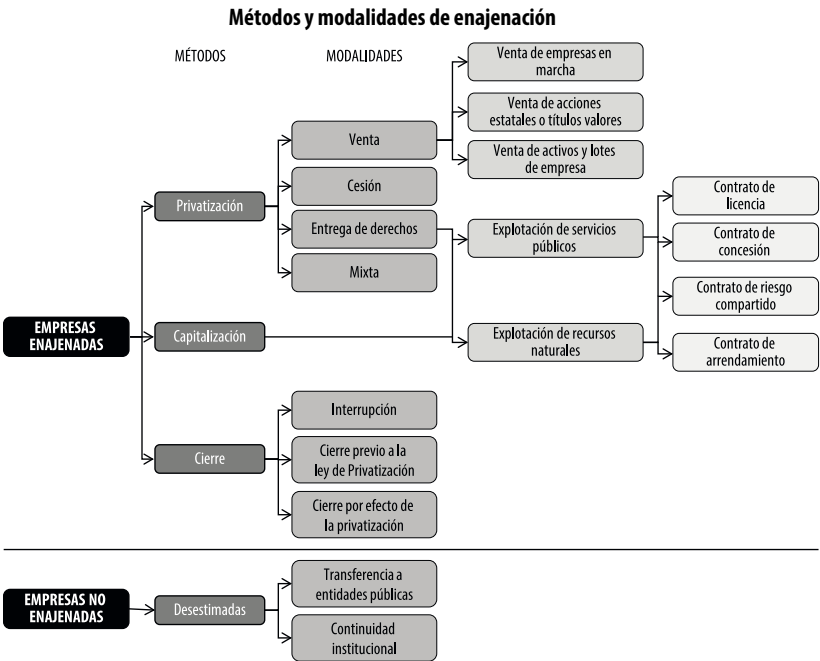 Métodos y modalidades de enajenación
MÉTODOS
MODALIDADES
Venta de empresas en
marcha
Venta de acciones
estatales o títulos valores
Venta
Venta de activos y lotes
de empresa
Cesión
Contrato de
licencia
Privatización
Entrega de derechos
Explotación de servicios
públicos
Contrato de
concesión
Mixta
Contrato de riesgo
compartido
EMPRESAS
ENAJENADAS
Capitalización
Explotación de recursos
naturales
Contrato de
arrendamiento
Interrupción
Cierre
Cierre previo a la
ley de Privatización
Cierre por efecto de
la privatización
EMPRESAS NO
ENAJENADAS
Desestimadas
Transferencia a
entidades públicas
Continuidad
institucional